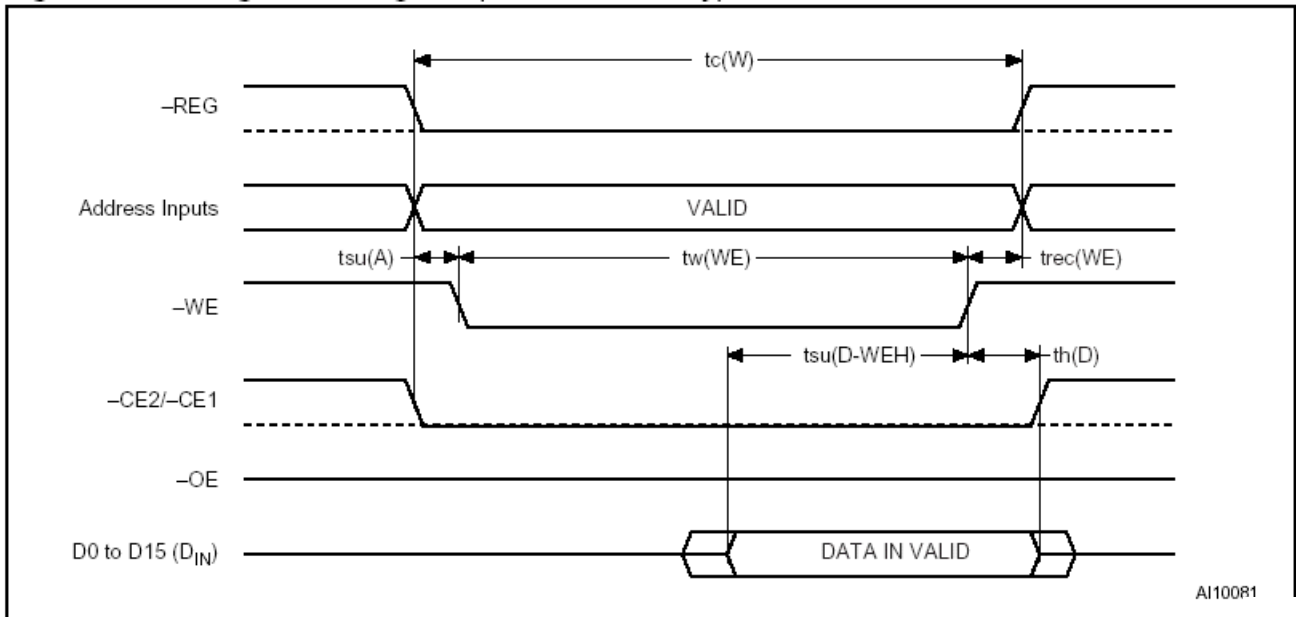 tc(W)
–REG
Address Inputs
VALID
tsu(A)
tw(WE)
trec(WE)
–WE
tsu(D-WEH)
th(D)
–CE2/–CE1
–OE
D0 to D15 (DIN)
DATA IN VALID
AI10081